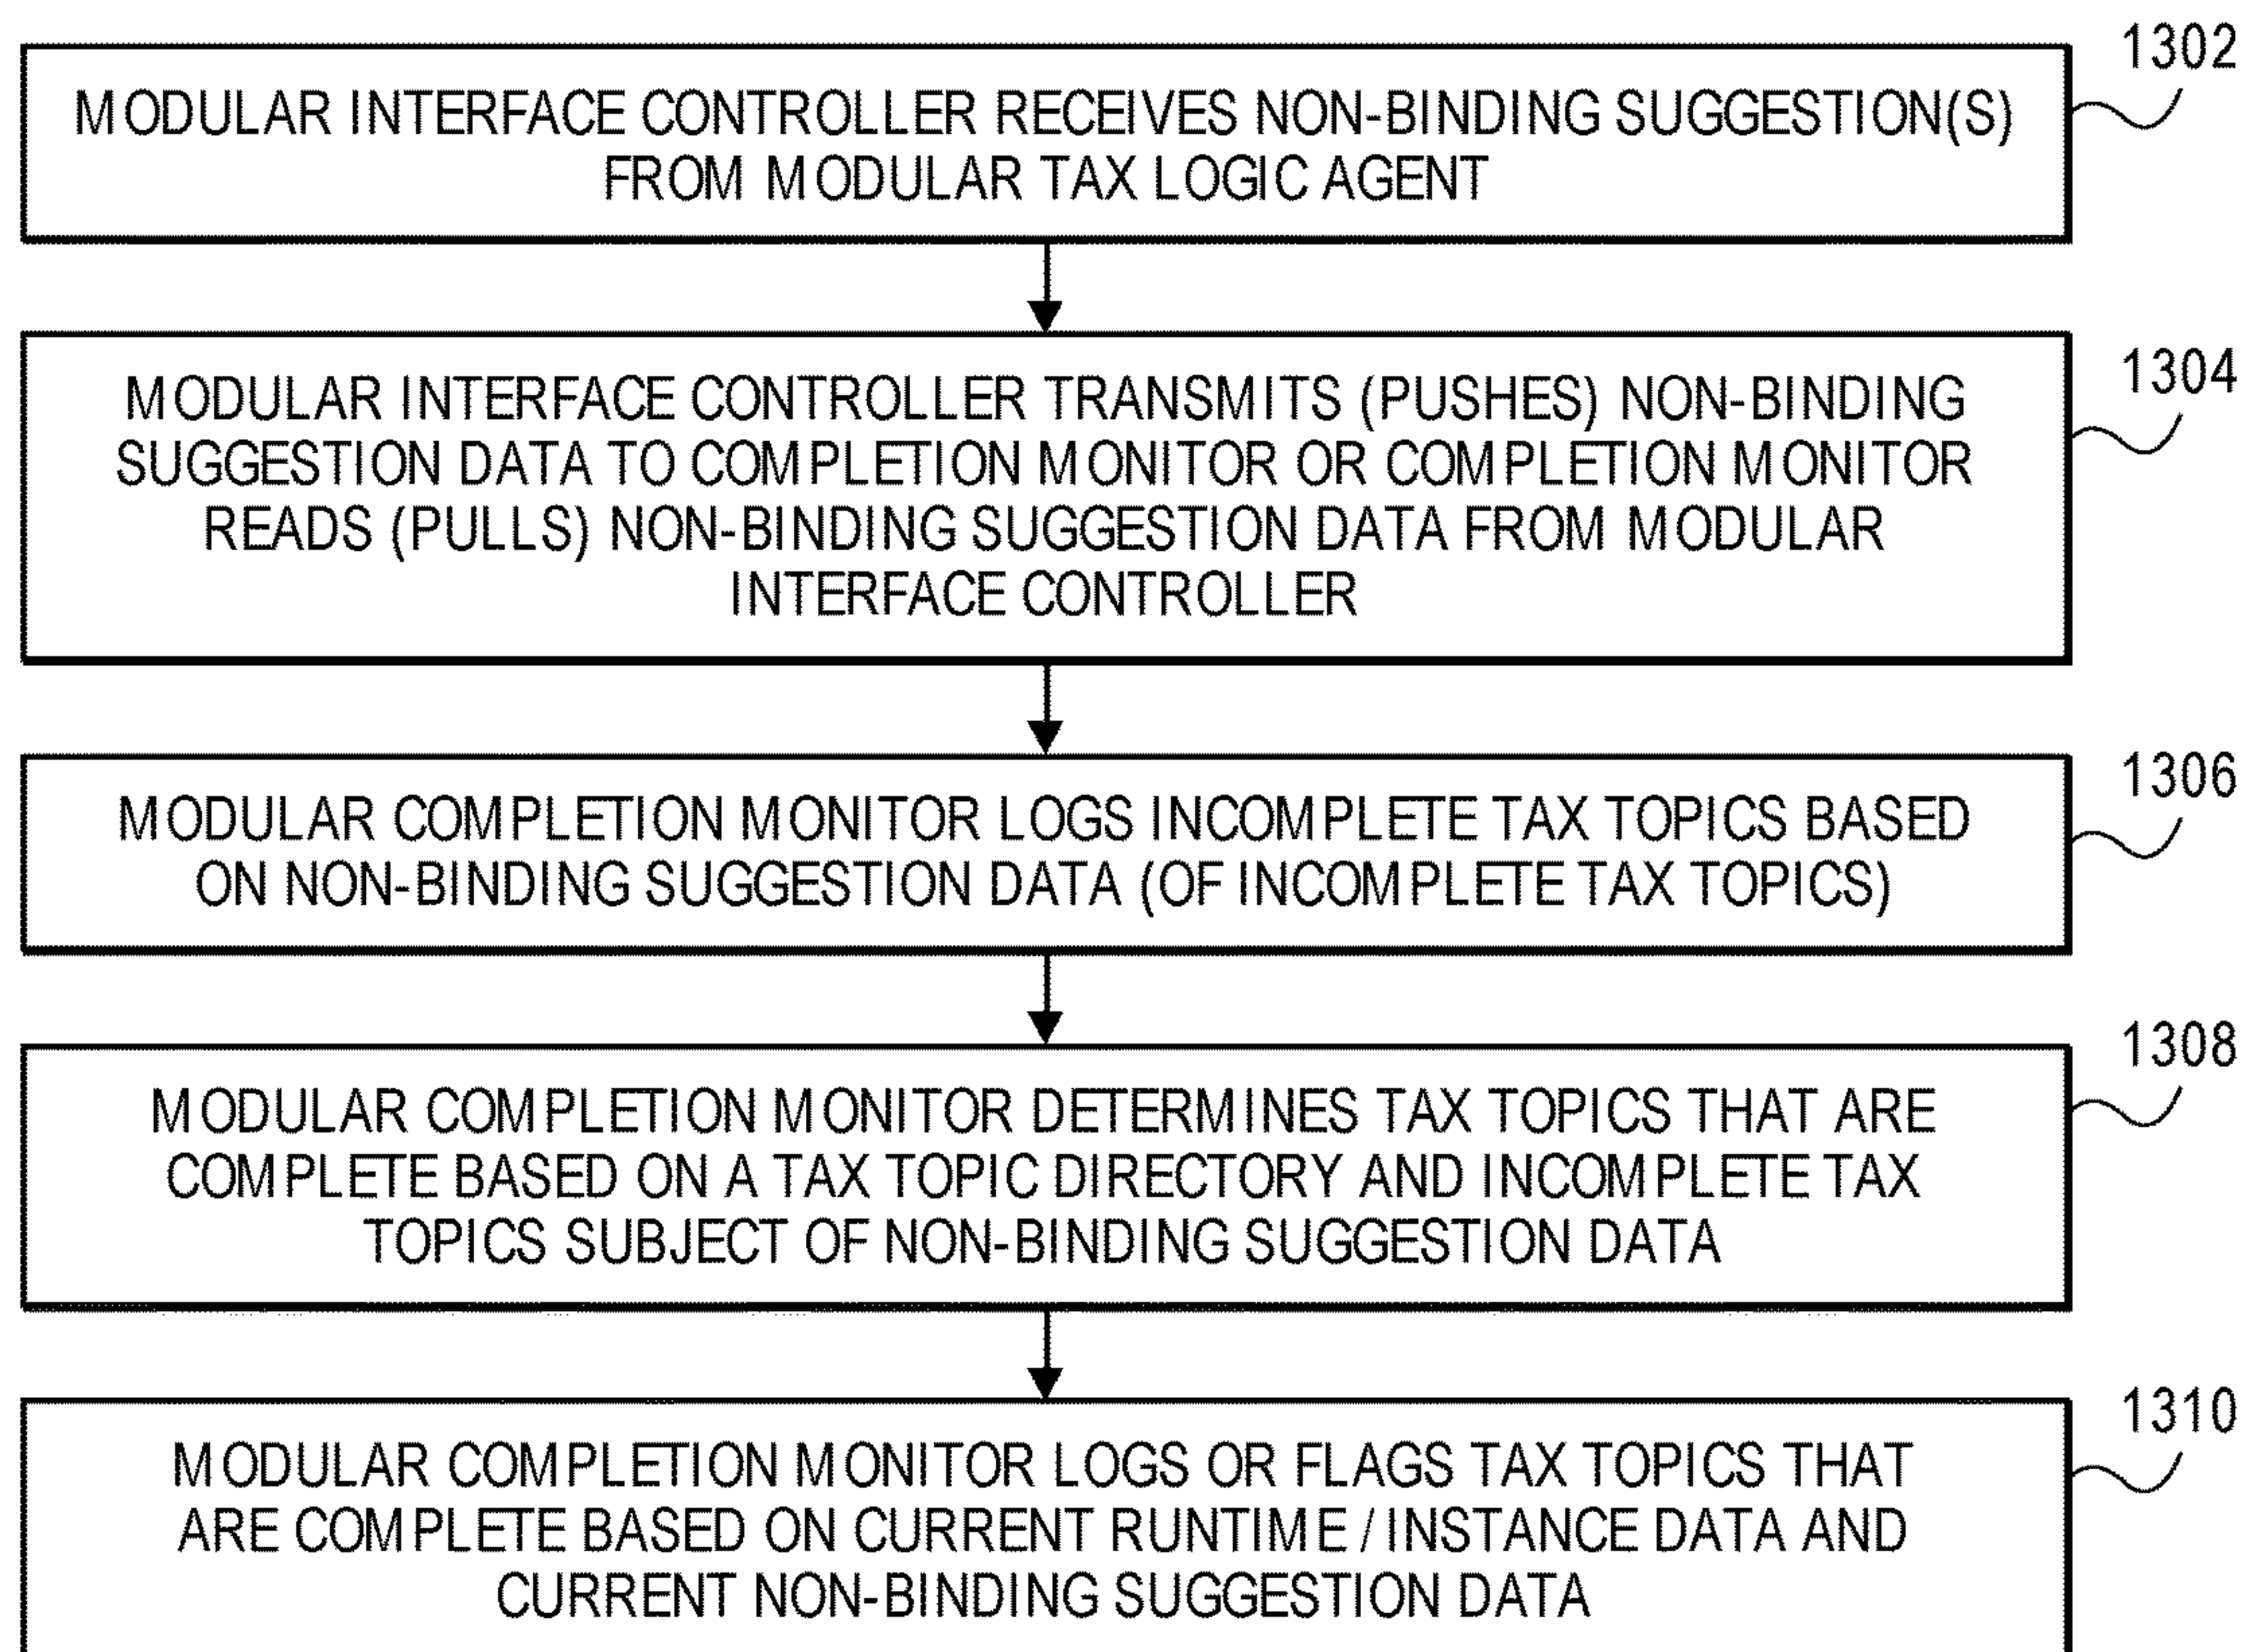 1302
MODULAR INTERFACE CONTROLLER RECEIVES NON-BINDING SUGGESTION(S)
FROM MODULAR TAX LOGIC AGENT
1304
MODULAR INTERFACE CONTROLLER TRANSMITS (PUSHES) NON-BINDING
SUGGESTION DATA TO COMPLETION MONITOR OR COMPLETION MONITOR
READS (PULLS) NON-BINDING SUGGESTION DATA FROM MODULAR
INTERFACE CONTROLLER
1306
MODULAR COMPLETION MONITOR LOGS INCOMPLETE TAX TOPICS BASED
ON NON-BINDING SUGGESTION DATA (OF INCOMPLETE TAX TOPICS)
1308
MODULAR COMPLETION MONITOR DETERMINES TAX TOPICS THAT ARE
COMPLETE BASED ON A TAX TOPIC DIRECTORY AND INCOMPLETE TAX
TOPICS SUBJECT OF NON-BINDING SUGGESTION DATA
1310
MODULAR COMPLETION MONITOR LOGS OR FLAGS TAX TOPICS THAT
ARE COMPLETE BASED ON CURRENT RUNTIME / INSTANCE DATA AND
CURRENT NON-BINDING SUGGESTION DATA